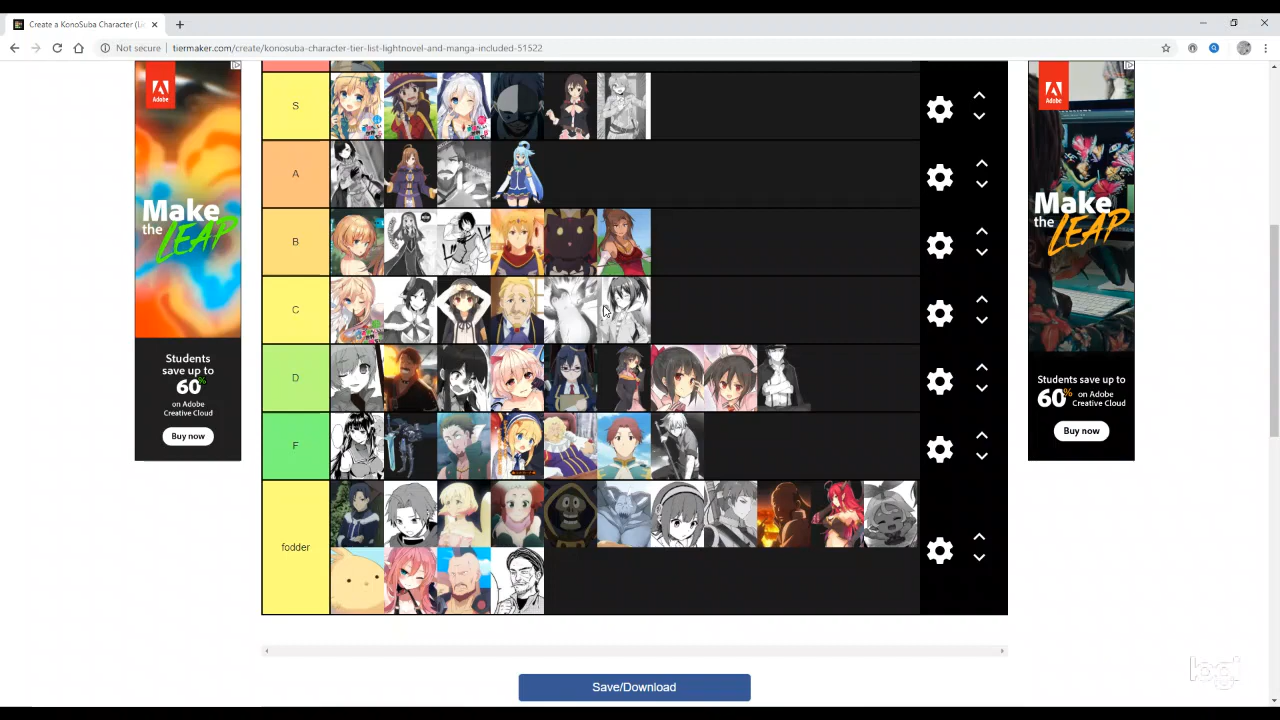 Create a KonoSuba Character (Li
Not secure
tiermaker.com/create/konosuba-character-tier-list-lightnovel-and-manga-included-51522
Adobe
Make
the LEAP
Students
save up to
60%
on Adobe
Creative Cloud
Buy now
S
A
B
C
D
F
fodder
Save/Download
Adobe
Make
the LEAP
Students save up to
60%
on Adobe
Creative Cloud
Buy now
logi